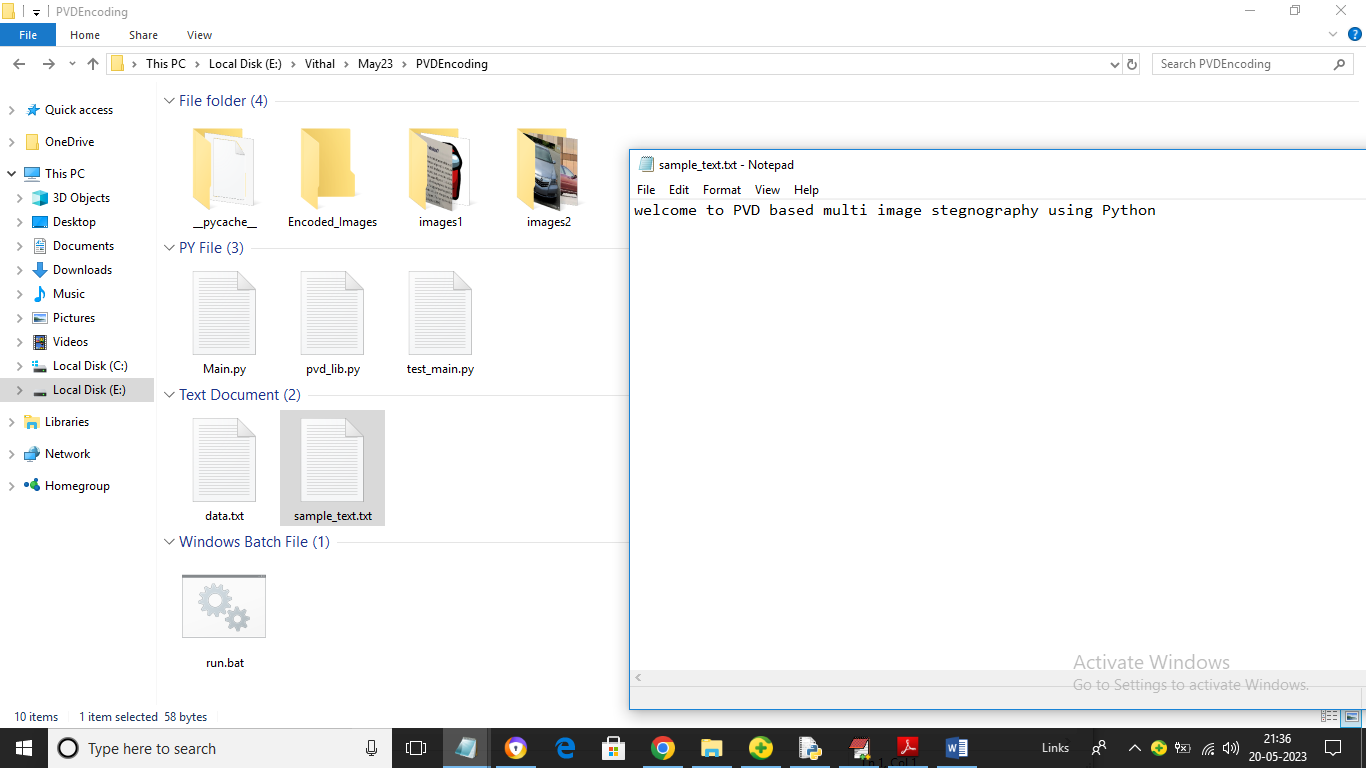 PVDEncoding
File Home Share View
This PC Local Disk (E:) Vithal May23 PVDEncoding
Search PVDEncoding
Quick access
OneDrive
This PC
3D Objects
Desktop
Documents
Downloads
Music
Pictures
Videos
Local Disk (C:)
Local Disk (E:)
Libraries
Network
Homegroup
File folder (4)
__pycache__ Encoded_Images images1 images2
PY File (3)
Main.py pvd_lib.py test_main.py
Text Document (2)
data.txt sample_text.txt
Windows Batch File (1)
run.bat
sample_text.txt - Notepad
File Edit Format View Help
welcome to PVD based multi image stegnography using Python
Activate Windows
Go to Settings to activate Windows.
10 items 1 item selected 58 bytes
Type here to search
Links
21:36
20-05-2023